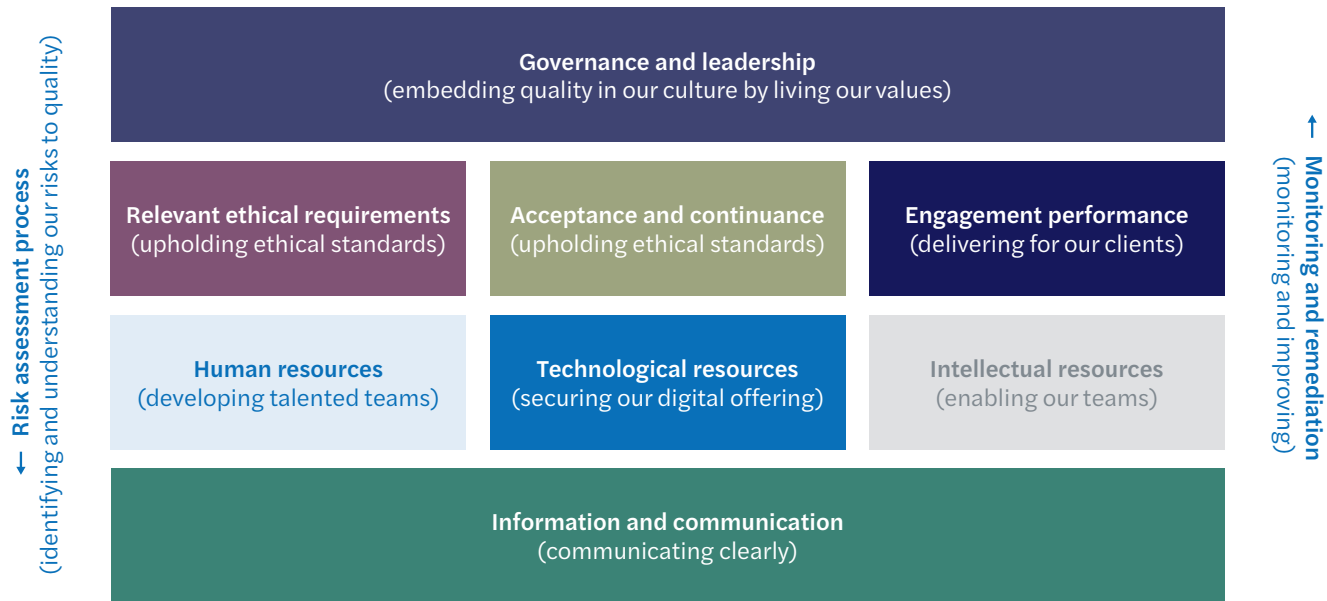 Governance and leadership
(embedding quality in our culture by living our values)
← Risk assessment process
(identifying and understanding our risks to quality)
Relevant ethical requirements
(upholding ethical standards)
Acceptance and continuance
(upholding ethical standards)
Engagement performance
(delivering for our clients)
Human resources
(developing talented teams)
Technological resources
(securing our digital offering)
Intellectual resources
(enabling our teams)
← Monitoring and remediation
(monitoring and improving)
Information and communication
(communicating clearly)